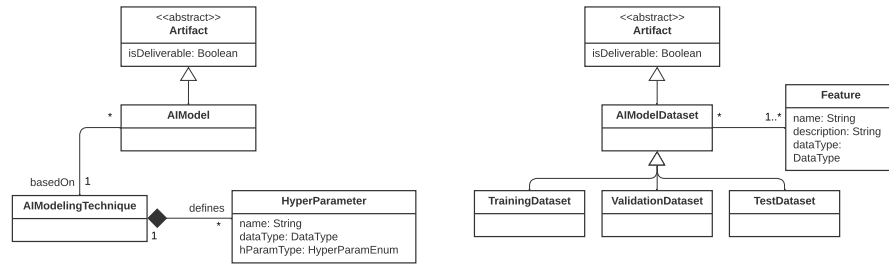 <<abstract>>
Artifact
isDeliverable: Boolean
AIModel
*
basedOn
1
AIModelingTechnique
1
defines
*
HyperParameter
name: String
dataType: DataType
hParamType: HyperParamEnum
<<abstract>>
Artifact
isDeliverable: Boolean
AIModelDataset
*
1..*
Feature
name: String
description: String
dataType:
DataType
TrainingDataset
ValidationDataset
TestDataset